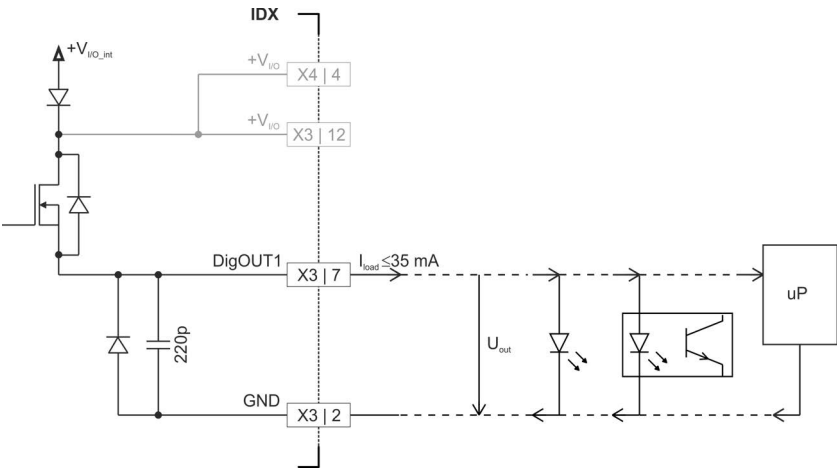 IDX
+V I/O_int
+V I/O
X4 | 4
+V I/O
X3 | 12
DigOUT1
X3 | 7
I load ≤35 mA
uP
220p
U out
GND
X3 | 2